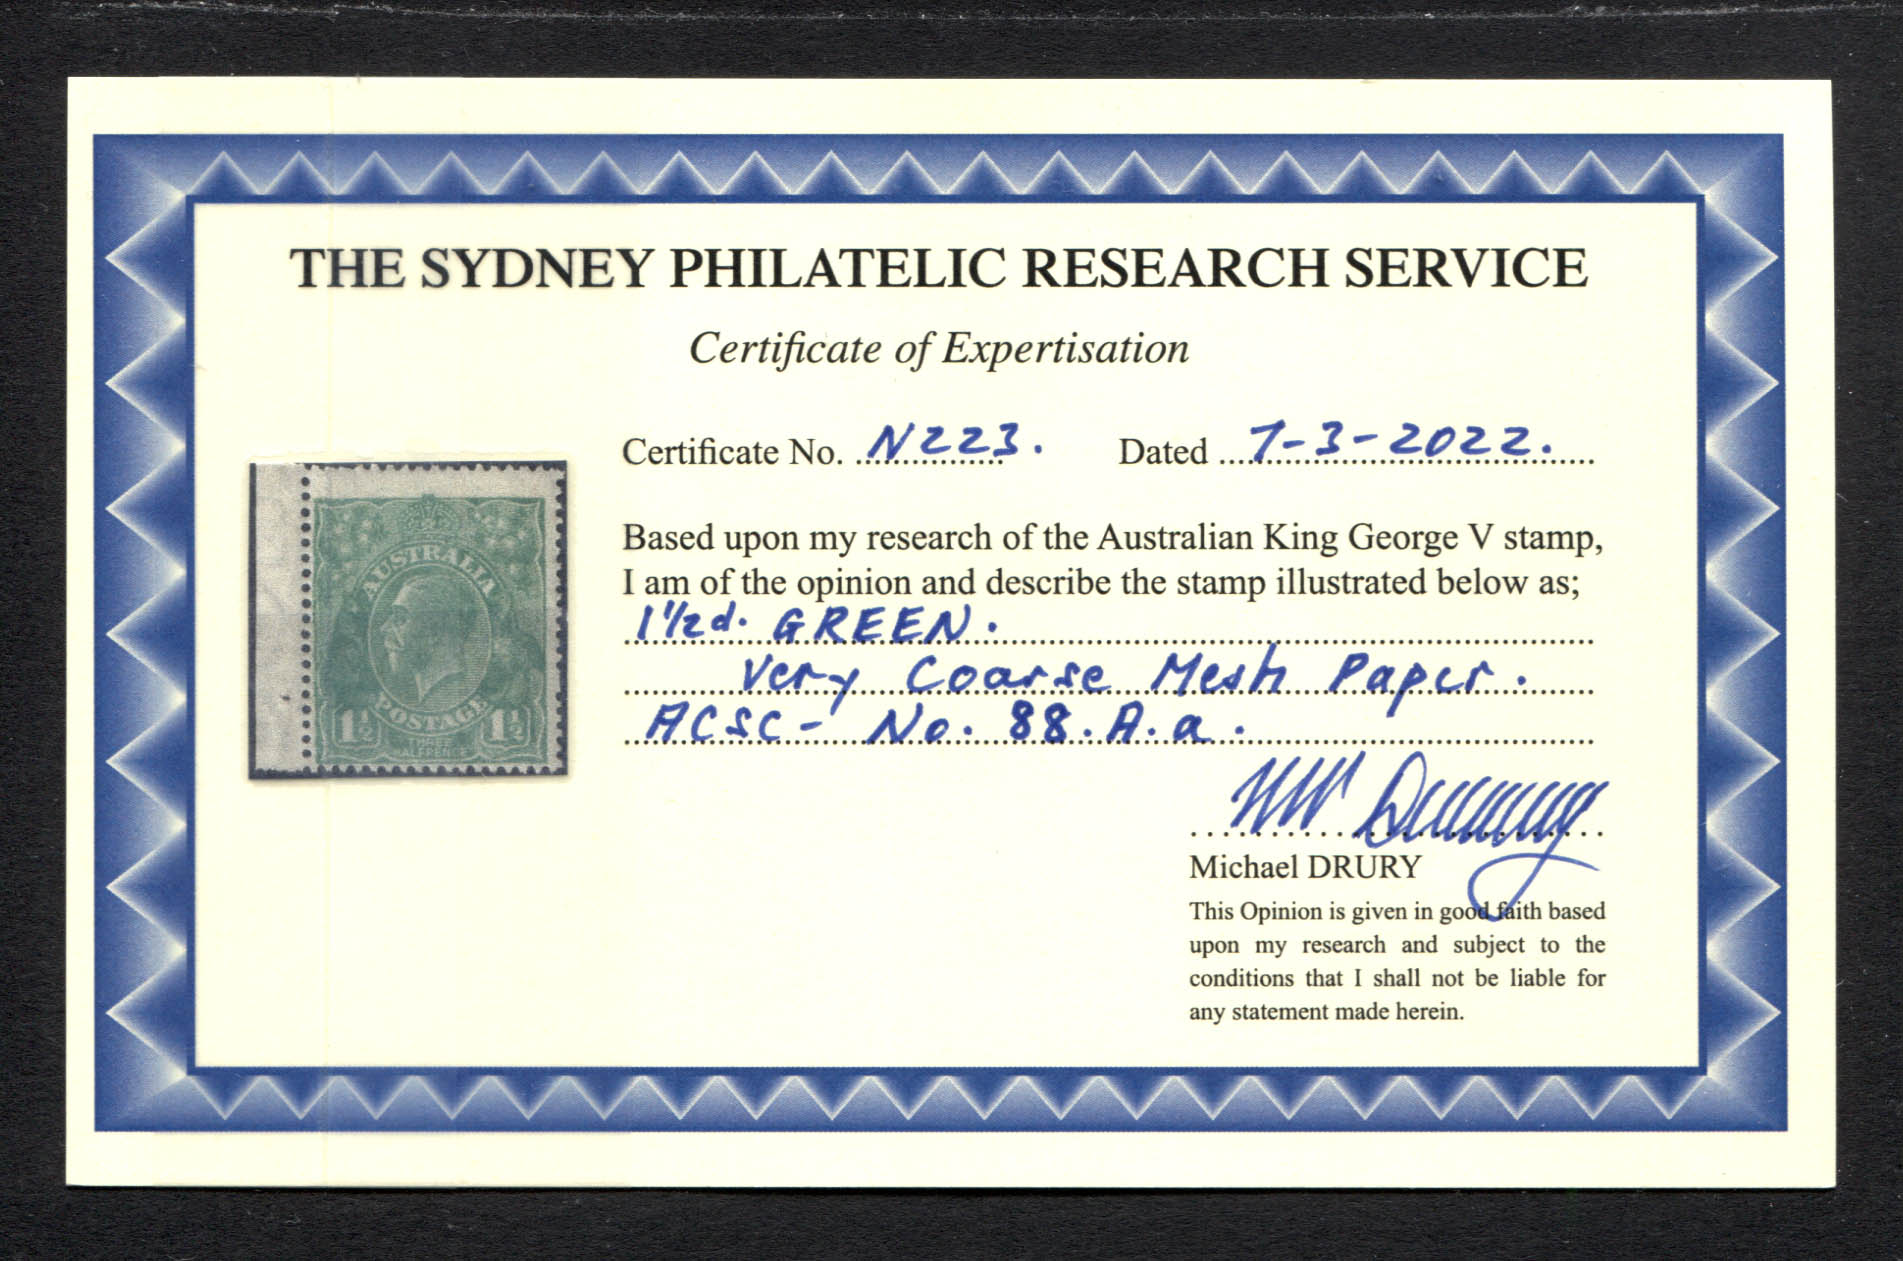 THE SYDNEY PHILATELIC RESEARCH SERVICE
Certificate of Expertisation
Certificate No. N223. Dated 7-3-2022.
Based upon my research of the Australian King George V stamp,
I am of the opinion and describe the stamp illustrated below as;
1½d. GREEN.
Very Coarse Mesh Paper.
ACSC- No. 88.A.a.
AUSTRALIA
POSTAGE
1½ 1½
THREE
HALFPENCE
Michael DRURY
This Opinion is given in good faith based
upon my research and subject to the
conditions that I shall not be liable for
any statement made herein.